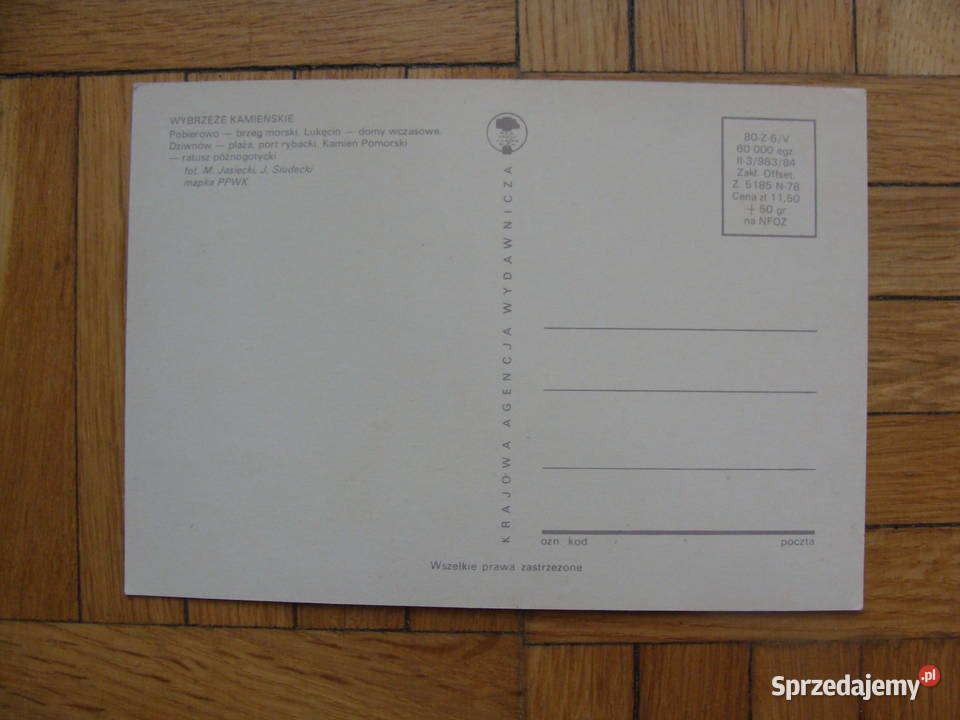 WYBRZEŻE KAMIEŃSKIE
Pobierowo — brzeg morski. Łukęcin — domy wczasowe.
Dziwnów — plaża, port rybacki. Kamień Pomorski
— ratusz późnogotycki
fot. M. Jasiecki, J. Siudecki
mapka PPWK
KRAJOWA AGENCJA WYDAWNICZA
80-Z-6/V
60 000 egz.
II-3/983/84
Zakł. Offset.
Z. 5185 N-78
Cena zł 11,50
+ 50 gr
na NFOZ
ozn kod
poczta
Wszelkie prawa zastrzeżone
Sprzedajemy.pl